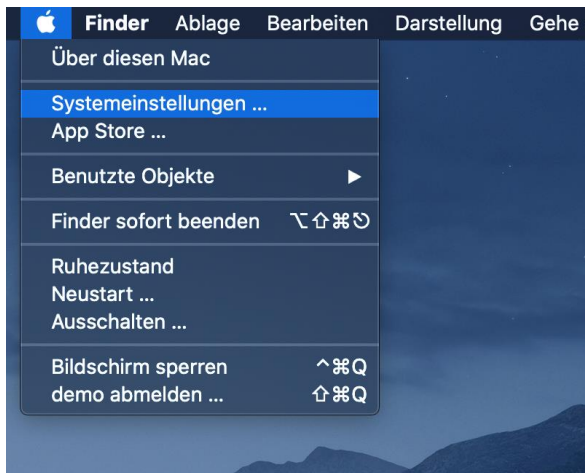 Finder Ablage Bearbeiten Darstellung Gehe
Über diesen Mac
Systemeinstellungen ...
App Store ...
Benutzte Objekte ▶
Finder sofort beenden ⌥⇧⌘⎋
Ruhezustand
Neustart ...
Ausschalten ...
Bildschirm sperren ^⌘Q
demo abmelden ... ⇧⌘Q